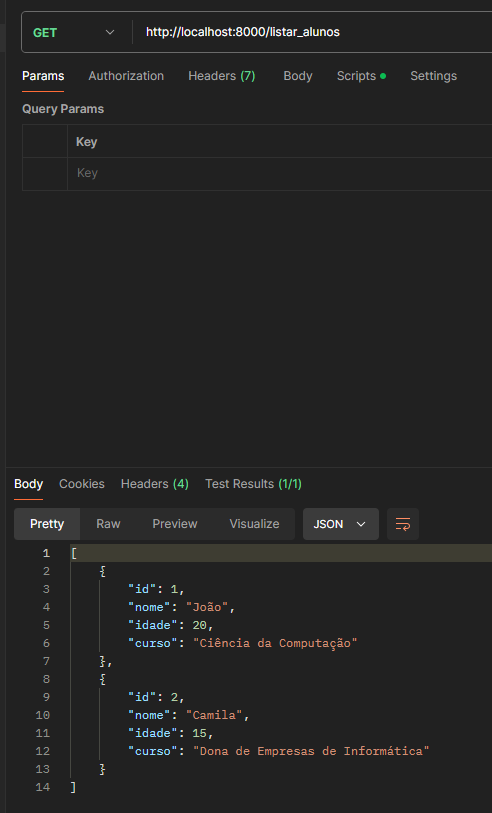 GET http://localhost:8000/listar_alunos
Params Authorization Headers (7) Body Scripts Settings
Query Params
Key
Key
Body Cookies Headers (4) Test Results (1/1)
Pretty Raw Preview Visualize JSON
1 [
2 {
3 "id": 1,
4 "nome": "João",
5 "idade": 20,
6 "curso": "Ciência da Computação"
7 },
8 {
9 "id": 2,
10 "nome": "Camila",
11 "idade": 15,
12 "curso": "Dona de Empresas de Informática"
13 }
14 ]